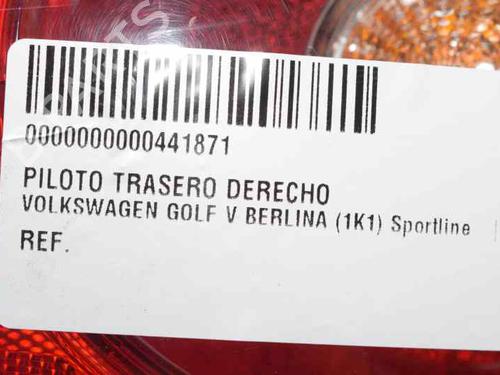 0000000000441871
PILOTO TRASERO DERECHO
VOLKSWAGEN GOLF V BERLINA (1K1) Sportline
REF.